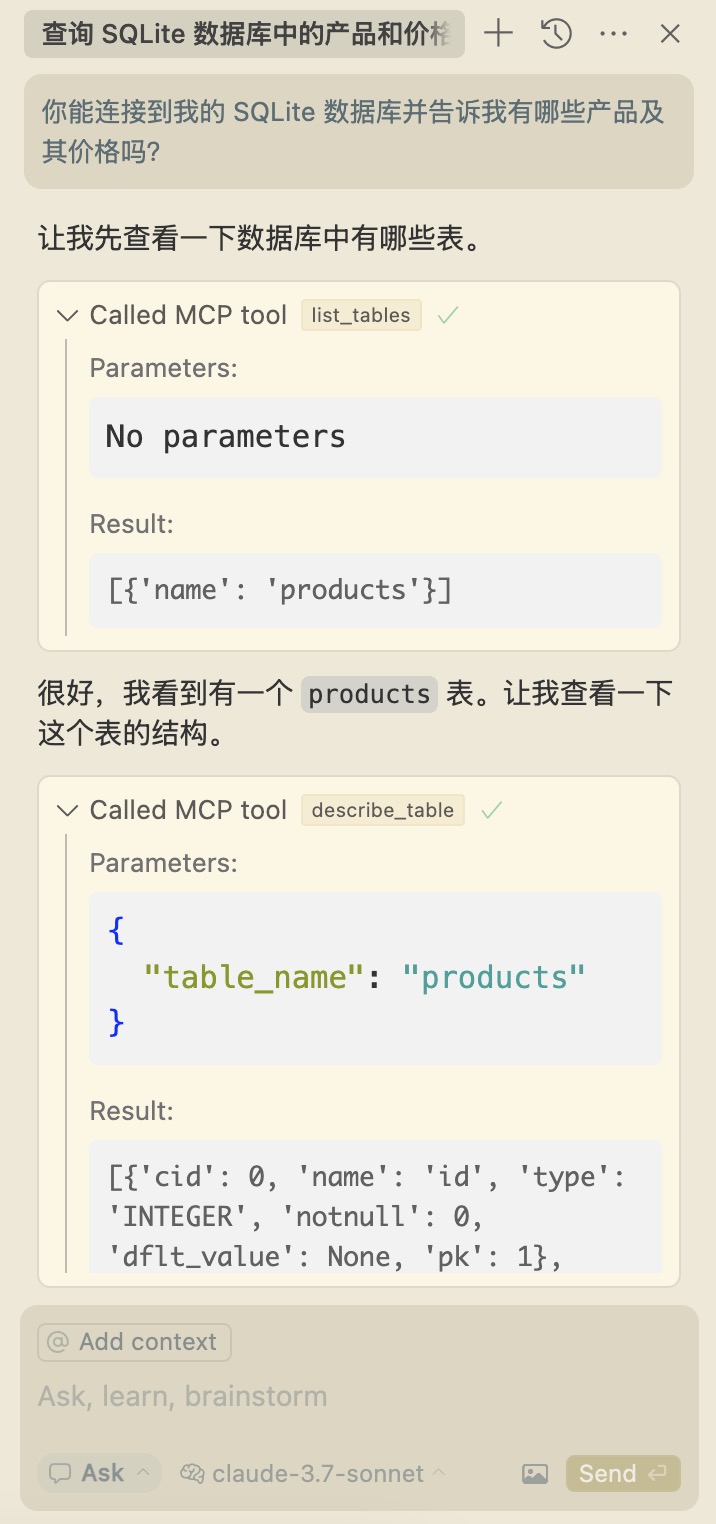 查询 SQLite 数据库中的产品和价
你能连接到我的 SQLite 数据库并告诉我有哪些产品及
其价格吗?
让我先查看一下数据库中有哪些表。
Called MCP tool list_tables
Parameters:
No parameters
Result:
[{'name': 'products'}]
很好，我看到有一个 products 表。让我查看一下
这个表的结构。
Called MCP tool describe_table
Parameters:
{
"table_name": "products"
}
Result:
[{'cid': 0, 'name': 'id', 'type':
'INTEGER', 'notnull': 0,
'dflt_value': None, 'pk': 1},
@ Add context
Ask, learn, brainstorm
Ask claude-3.7-sonnet Send